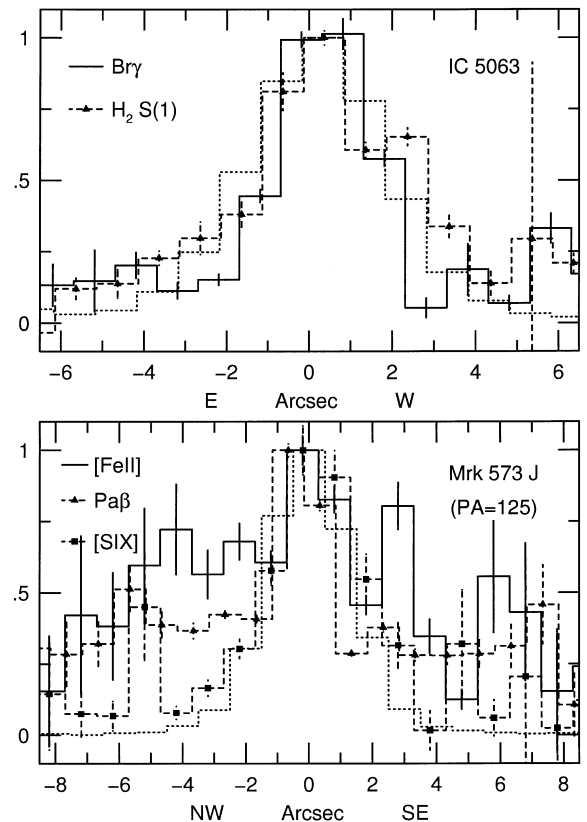 1
Brγ
IC 5063
H₂ S(1)
.5
0
−6 −4 −2 0 2 4 6
E Arcsec W
1
[FeII]
Mrk 573 J
Paβ
(PA=125)
[SIX]
.5
0
−8 −6 −4 −2 0 2 4 6 8
NW Arcsec SE